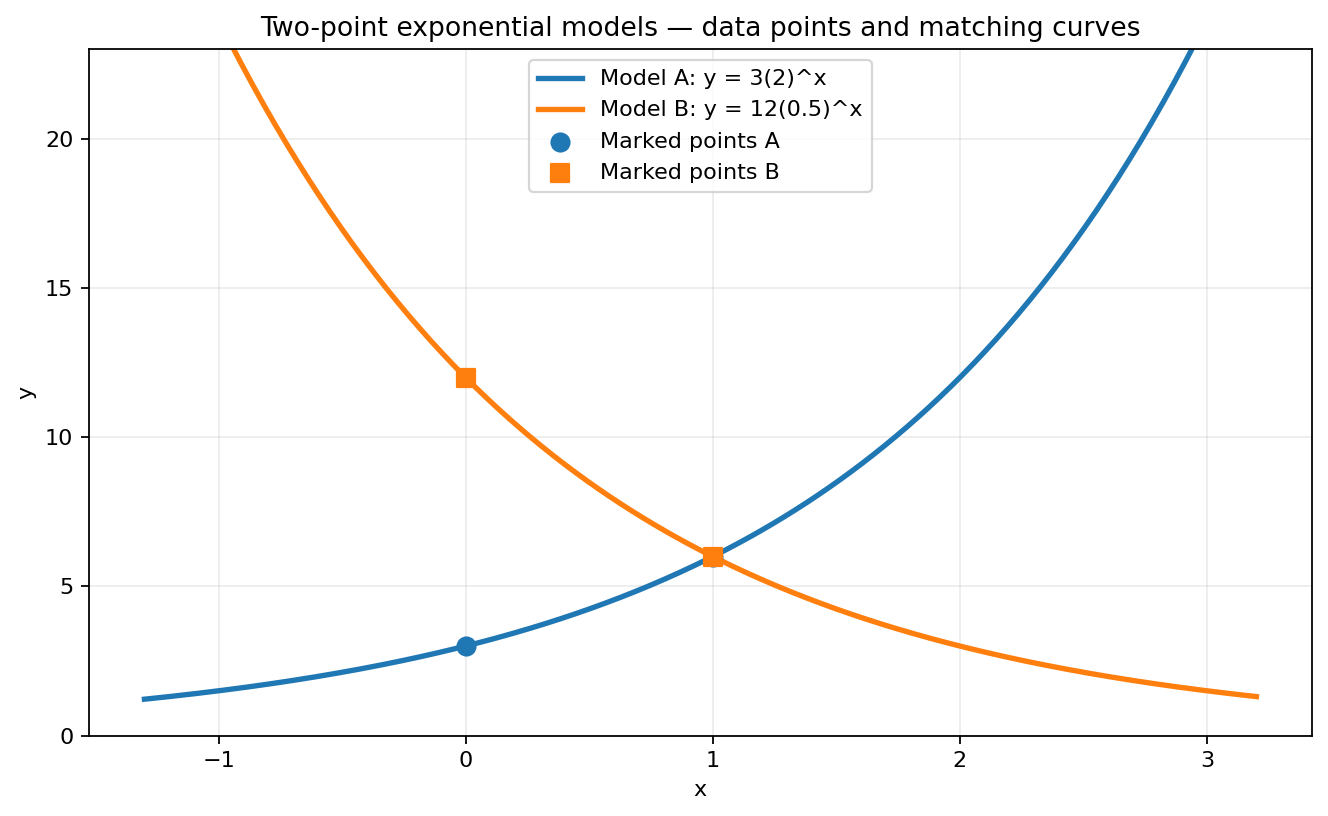 Two-point exponential models — data points and matching curves
Model A: y = 3(2)^x
Model B: y = 12(0.5)^x
Marked points A
Marked points B
y
20
15
10
5
0
−1 0 1 2 3
x